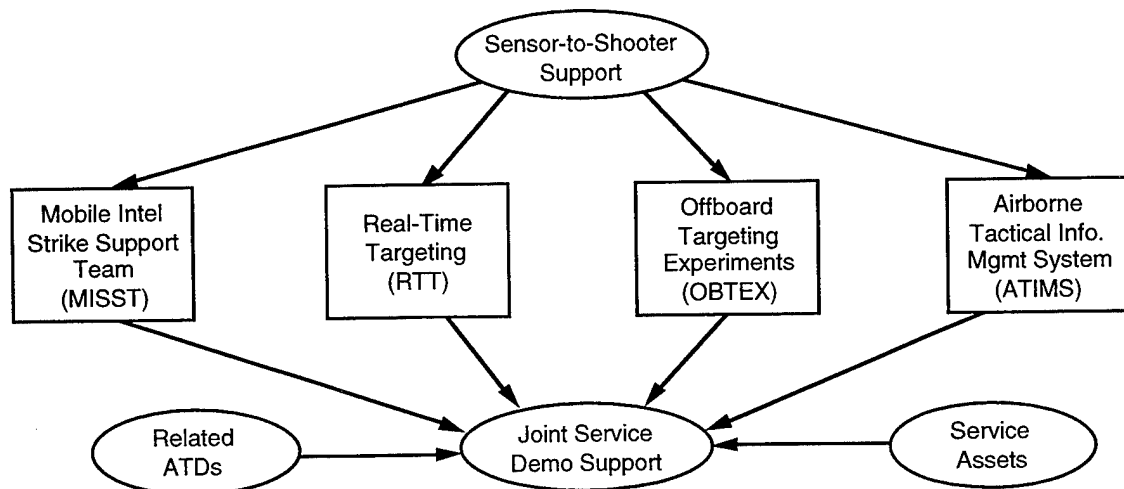 Sensor-to-Shooter
Support
Mobile Intel
Strike Support
Team
(MISST)
Real-Time
Targeting
(RTT)
Offboard
Targeting
Experiments
(OBTEX)
Airborne
Tactical Info.
Mgmt System
(ATIMS)
Related
ATDs
Joint Service
Demo Support
Service
Assets